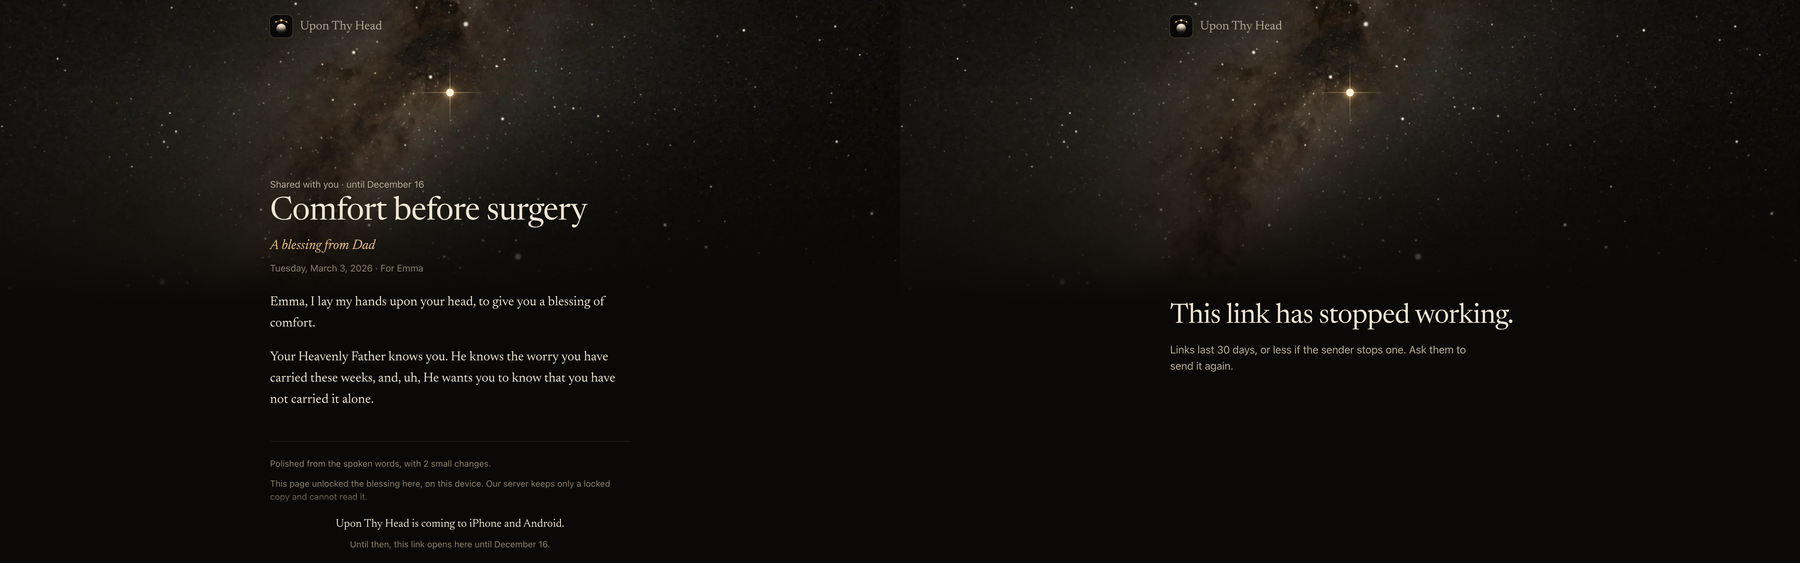 Upon Thy Head
Shared with you · until December 16
Comfort before surgery
A blessing from Dad
Tuesday, March 3, 2026 · For Emma
Emma, I lay my hands upon your head, to give you a blessing of
comfort.
Your Heavenly Father knows you. He knows the worry you have
carried these weeks, and, uh, He wants you to know that you have
not carried it alone.
Polished from the spoken words, with 2 small changes.
This page unlocked the blessing here, on this device. Our server keeps only a locked
copy and cannot read it.
Upon Thy Head is coming to iPhone and Android.
Until then, this link opens here until December 16.
Upon Thy Head
This link has stopped working.
Links last 30 days, or less if the sender stops one. Ask them to
send it again.